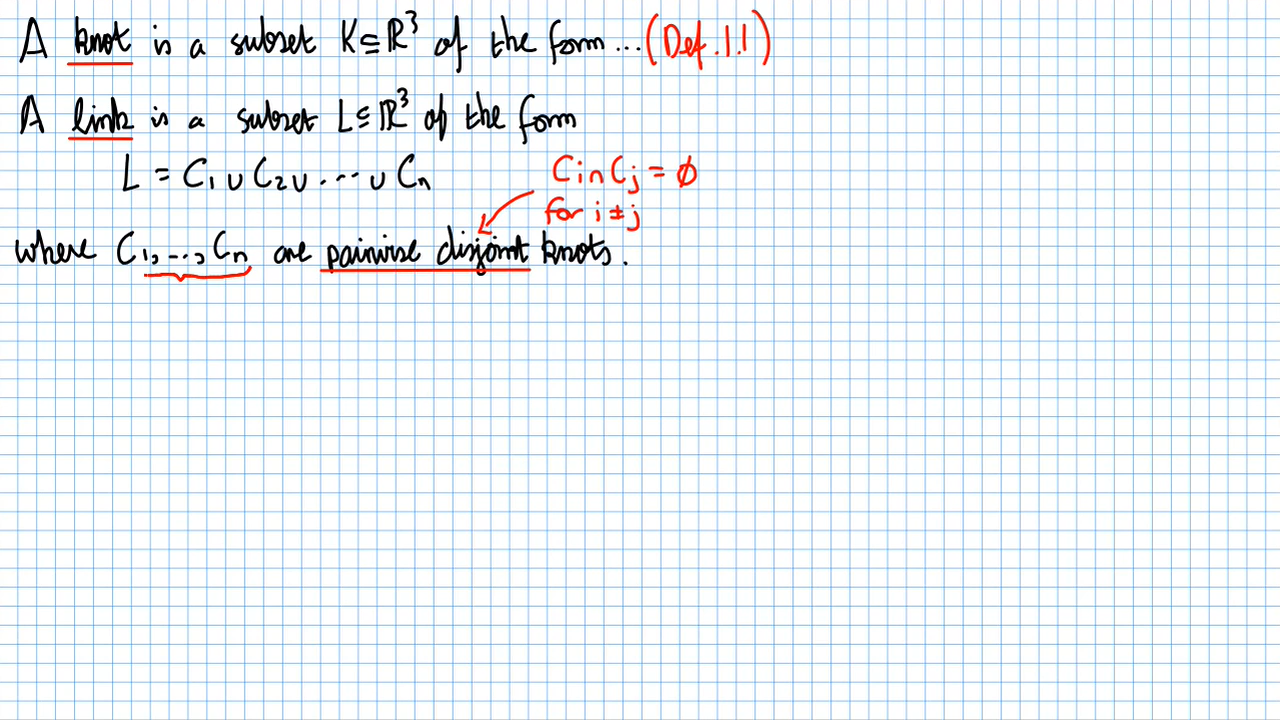 A knot is a subset K ⊆ ℝ³ of the form ... (Def. 1.1)
A link is a subset L ⊆ ℝ³ of the form
L = C₁ ∪ C₂ ∪ ... ∪ Cₙ
Cᵢ ∩ Cⱼ = ∅
for i ≠ j
where C₁, ..., Cₙ are pairwise disjoint knots.